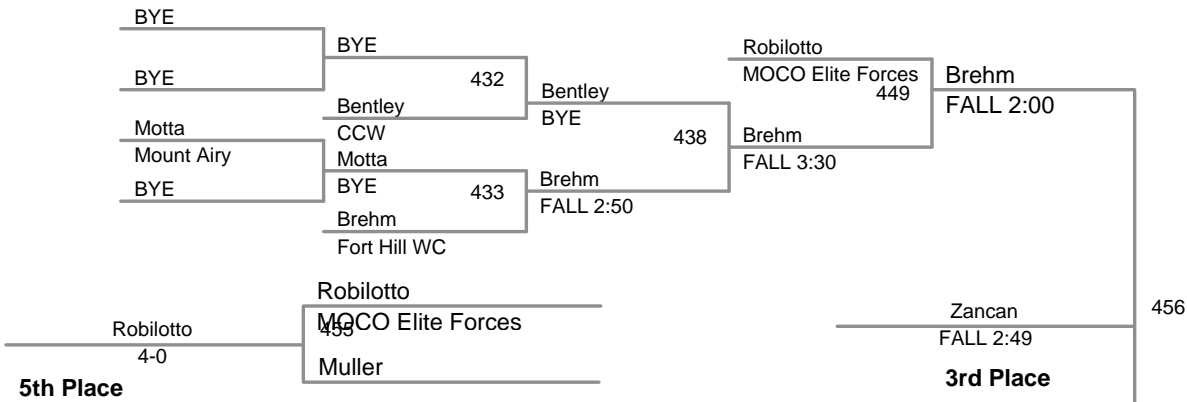 BYE
BYE
BYE
432
Bentley
CCW
Bentley
BYE
Motta
Mount Airy
BYE
Motta
BYE
433
Brehm
Fort Hill WC
Brehm
FALL 2:50
438
Robilotto
MOCO Elite Forces
449
Brehm
FALL 3:30
Brehm
FALL 2:00
Robilotto
MOCO Elite Forces
455
Muller
Robilotto
4-0
5th Place
Zancan
FALL 2:49
3rd Place
456